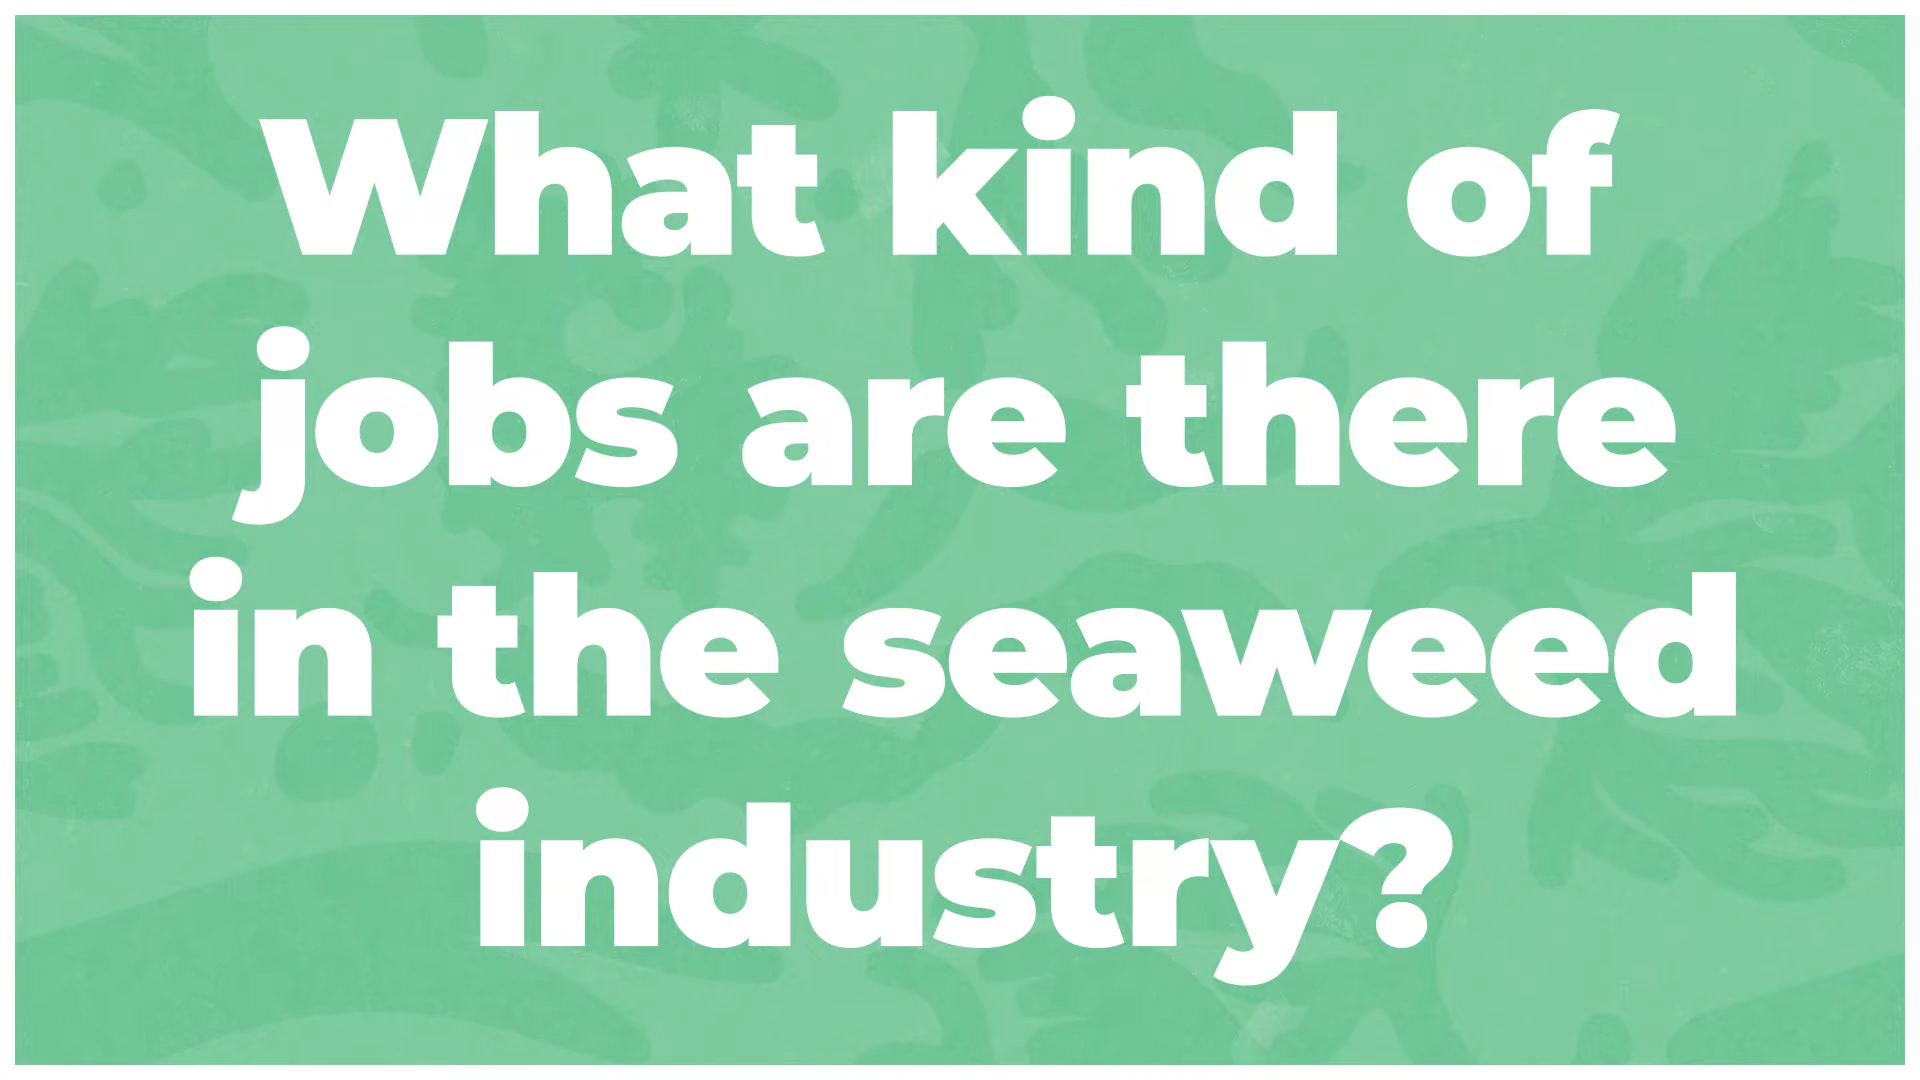 What kind of
jobs are there
in the seaweed
industry?